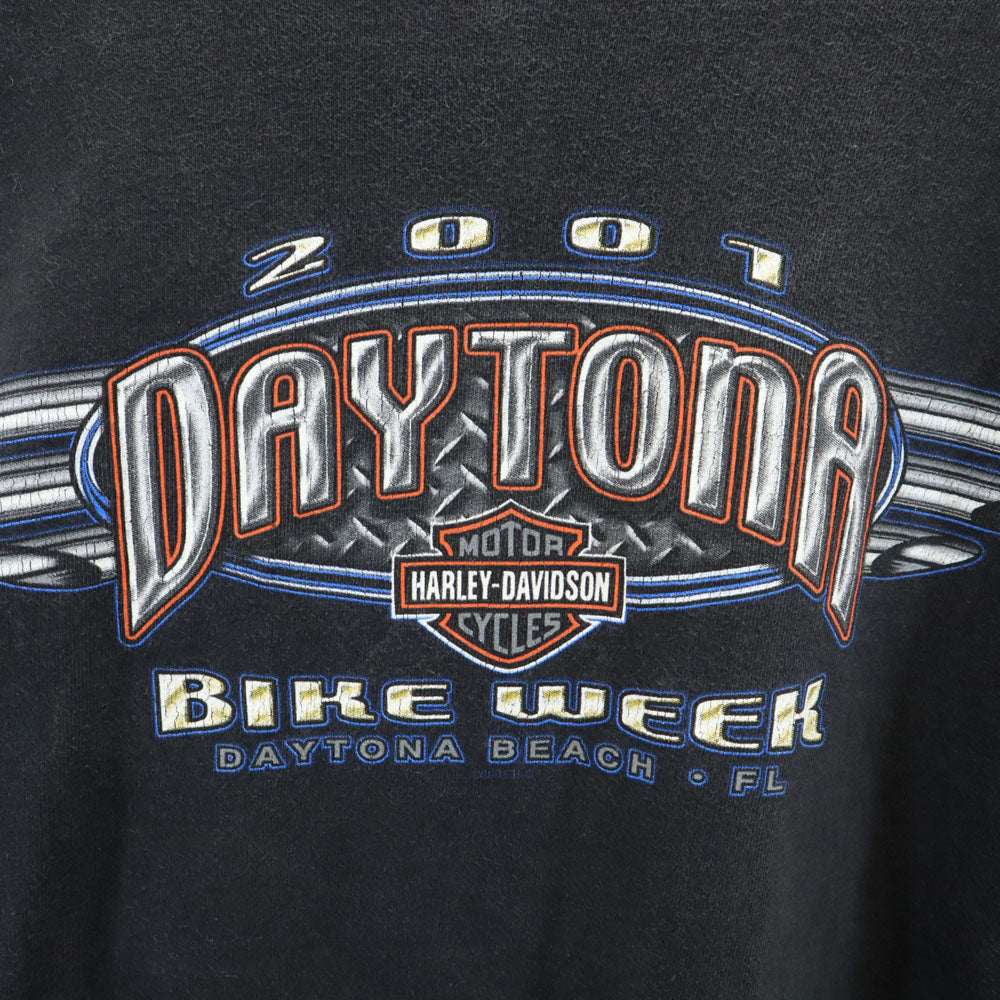 2001
DAYTONA
MOTOR
HARLEY-DAVIDSON
CYCLES
BIKE WEEK
DAYTONA BEACH • FL